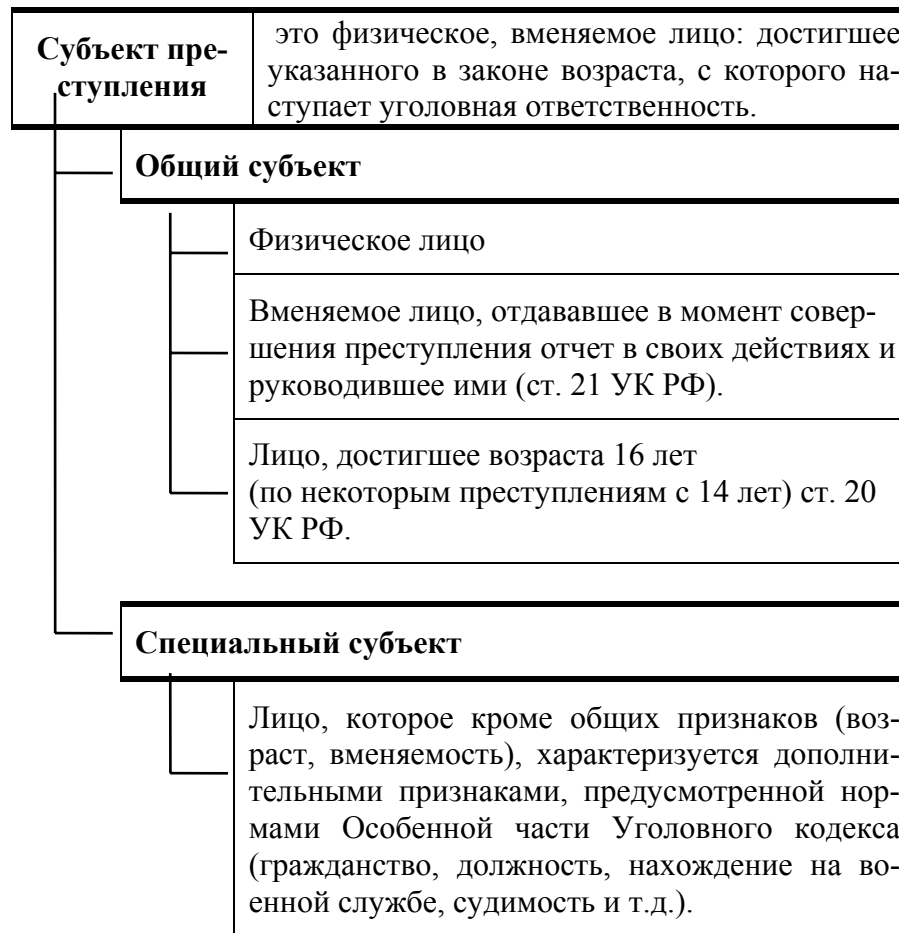 Субъект пре-
ступления
это физическое, вменяемое лицо: достигшее
указанного в законе возраста, с которого на-
ступает уголовная ответственность.
Общий субъект
Физическое лицо
Вменяемое лицо, отдававшее в момент совер-
шения преступления отчет в своих действиях и
руководившее ими (ст. 21 УК РФ).
Лицо, достигшее возраста 16 лет
(по некоторым преступлениям с 14 лет) ст. 20
УК РФ.
Специальный субъект
Лицо, которое кроме общих признаков (воз-
раст, вменяемость), характеризуется дополни-
тельными признаками, предусмотренной нор-
мами Особенной части Уголовного кодекса
(гражданство, должность, нахождение на во-
енной службе, судимость и т.д.).